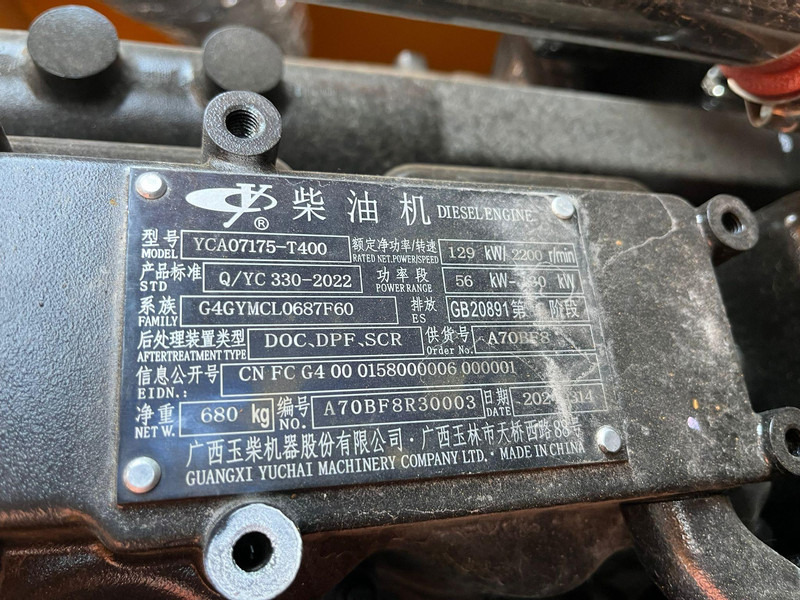 ® 柴油机 DIESEL ENGINE
型号 MODEL YCA07175-T400 额定净功率/转速 RATED NET.POWER/SPEED 129 kW/ 2200 r/min
产品标准 STD Q/YC 330-2022 功率段 POWER RANGE 56 kW- kW
系族 FAMILY G4GYMCL0687F60 排放 ES GB20891第 阶段
后处理装置类型 AFTERTREATMENT TYPE DOC、DPF、SCR 供货号 Order No. A70BF8
信息公开号 EIDN.: CN FC G4 00 0158000006 000001
净重 NET W. 680 kg 编号 NO. A70BF8R30003 日期 DATE
广西玉柴机器股份有限公司·广西玉林市天桥西路88号
GUANGXI YUCHAI MACHINERY COMPANY LTD. · MADE IN CHINA